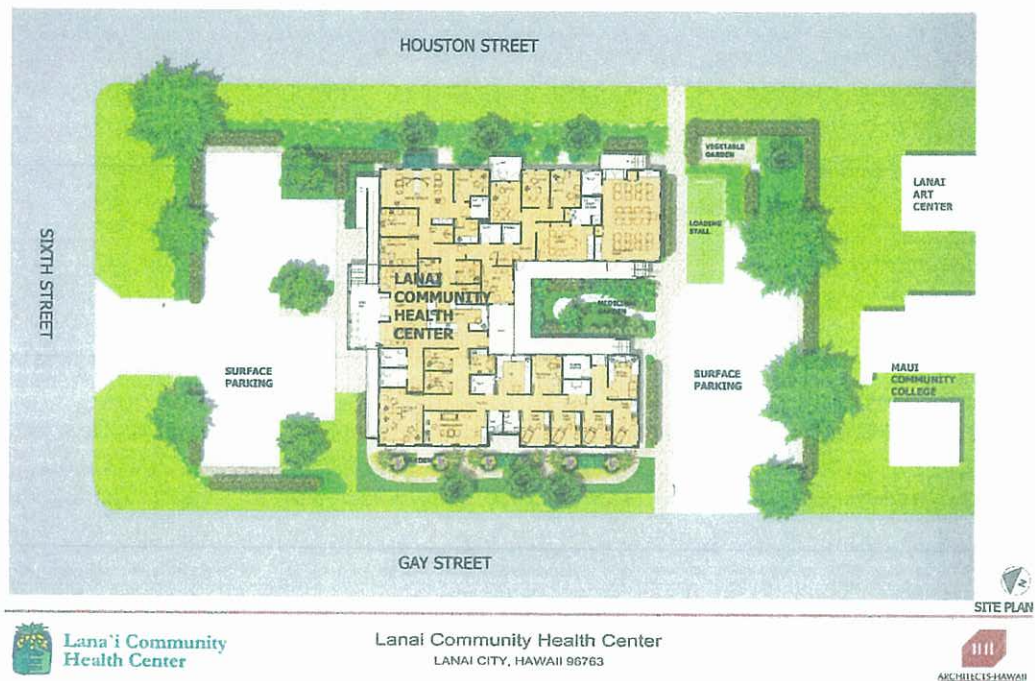 HOUSTON STREET
SIXTH STREET
VEGETABLE
GARDEN
LANAI
ART
CENTER
LOADING
STALL
LANAI
COMMUNITY
HEALTH
CENTER
GARDEN
SURFACE
PARKING
SURFACE
PARKING
MAUI
COMMUNITY
COLLEGE
GARDEN
GAY STREET
N
SITE PLAN
Lana`i Community
Health Center
Lanai Community Health Center
LANAI CITY, HAWAII 96763
ARCHITECTS HAWAII